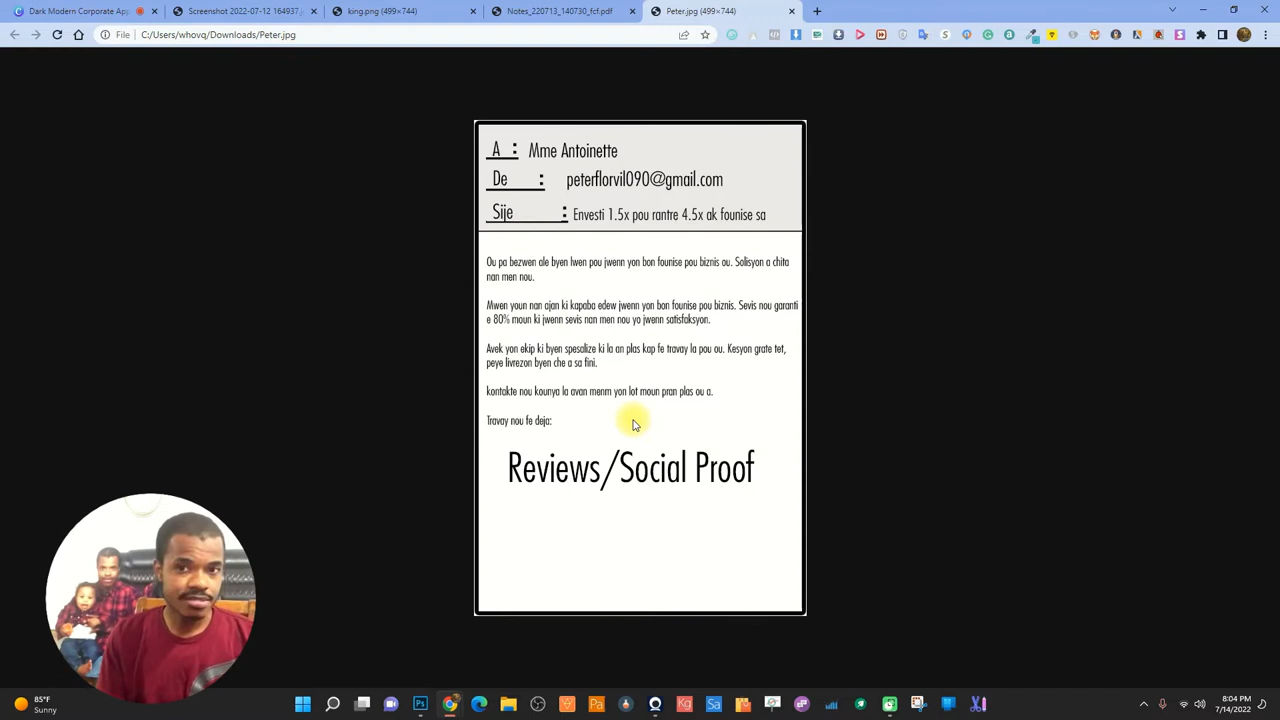 Dark Modern Corporate App
Screenshot 2022-07-12 164937.j
king.png (499×744)
Notes_220713_140730_fcf.pdf
Peter.jpg (499×744)
File
C:/Users/whovq/Downloads/Peter.jpg
A : Mme Antoinette
De : peterflorvil090@gmail.com
Sije : Envesti 1.5x pou rantre 4.5x ak founise sa
Ou pa bezwen ale byen lwen pou jwenn yon bon founise pou biznis ou. Solisyon a chita
nan men nou.
Mwen youn nan ajan ki kapaba edew jwenn yon bon founise pou biznis. Sevis nou garanti
e 80% moun ki jwenn sevis nan men nou yo jwenn satisfaksyon.
Avek yon ekip ki byen spesalize ki la an plas kap fe travay la pou ou. Kesyon grate tet,
peye livrezon byen che a sa fini.
kontakte nou kounya la avan menm yon lot moun pran plas ou a.
Travay nou fe deja:
Reviews/Social Proof
85°F
Sunny
8:04 PM
7/14/2022